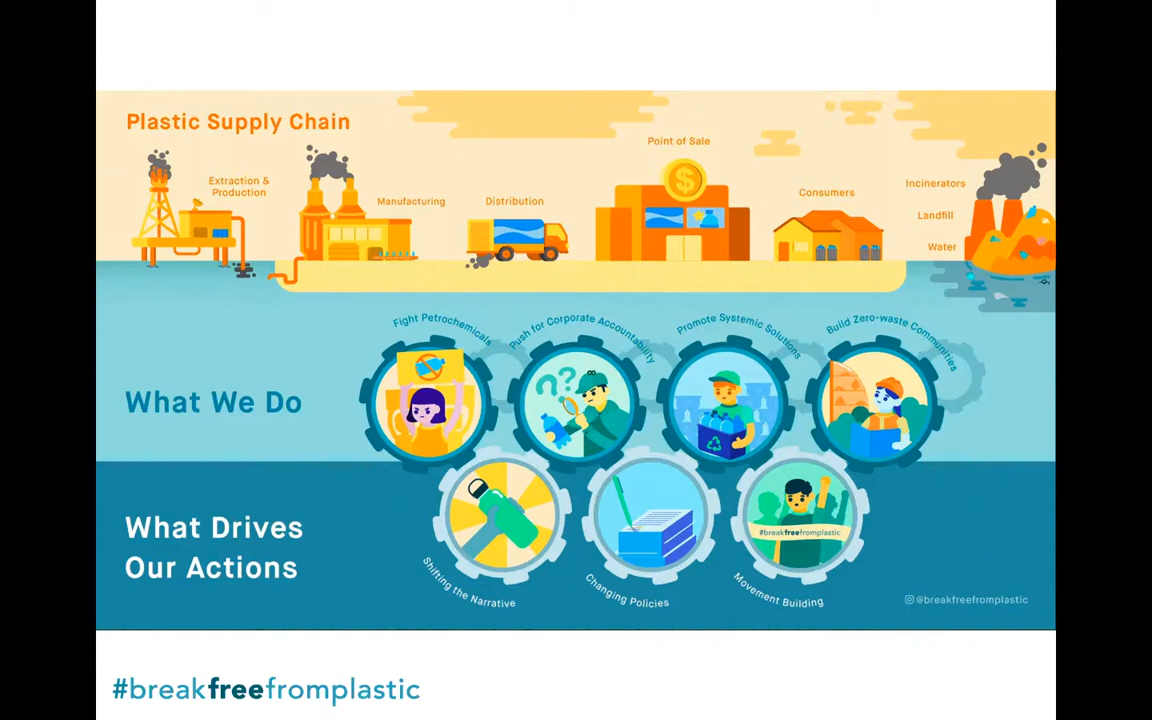 Plastic Supply Chain
Extraction &
Production
Manufacturing
Distribution
Point of Sale
$
Consumers
Incinerators
Landfill
Water
What We Do
Fight Petrochemicals
Push for Corporate Accountability
??
Promote Systemic Solutions
Build Zero-waste Communities
What Drives
Our Actions
Shifting the Narrative
Changing Policies
#breakfreefromplastic
Movement Building
@breakfreefromplastic
#breakfreefromplastic